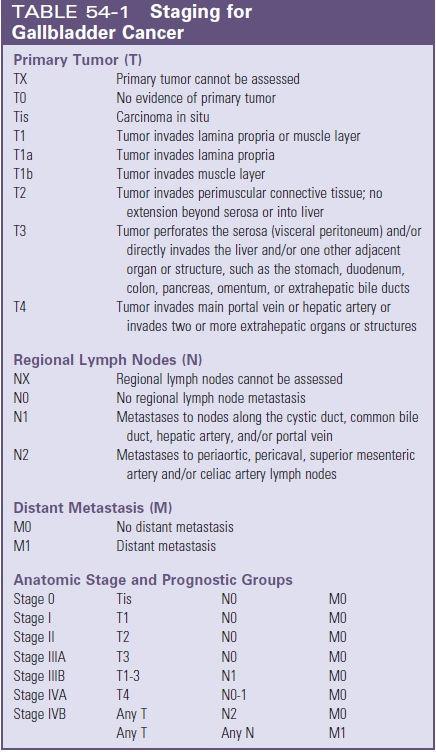 TABLE 54-1 Staging for
Gallbladder Cancer
Primary Tumor (T)
TX Primary tumor cannot be assessed
T0 No evidence of primary tumor
Tis Carcinoma in situ
T1 Tumor invades lamina propria or muscle layer
T1a Tumor invades lamina propria
T1b Tumor invades muscle layer
T2 Tumor invades perimuscular connective tissue; no
extension beyond serosa or into liver
T3 Tumor perforates the serosa (visceral peritoneum) and/or
directly invades the liver and/or one other adjacent
organ or structure, such as the stomach, duodenum,
colon, pancreas, omentum, or extrahepatic bile ducts
T4 Tumor invades main portal vein or hepatic artery or
invades two or more extrahepatic organs or structures
Regional Lymph Nodes (N)
NX Regional lymph nodes cannot be assessed
N0 No regional lymph node metastasis
N1 Metastases to nodes along the cystic duct, common bile
duct, hepatic artery, and/or portal vein
N2 Metastases to periaortic, pericaval, superior mesenteric
artery and/or celiac artery lymph nodes
Distant Metastasis (M)
M0 No distant metastasis
M1 Distant metastasis
Anatomic Stage and Prognostic Groups
Stage 0 Tis N0 M0
Stage I T1 N0 M0
Stage II T2 N0 M0
Stage IIIA T3 N0 M0
Stage IIIB T1-3 N1 M0
Stage IVA T4 N0-1 M0
Stage IVB Any T N2 M0
Any T Any N M1